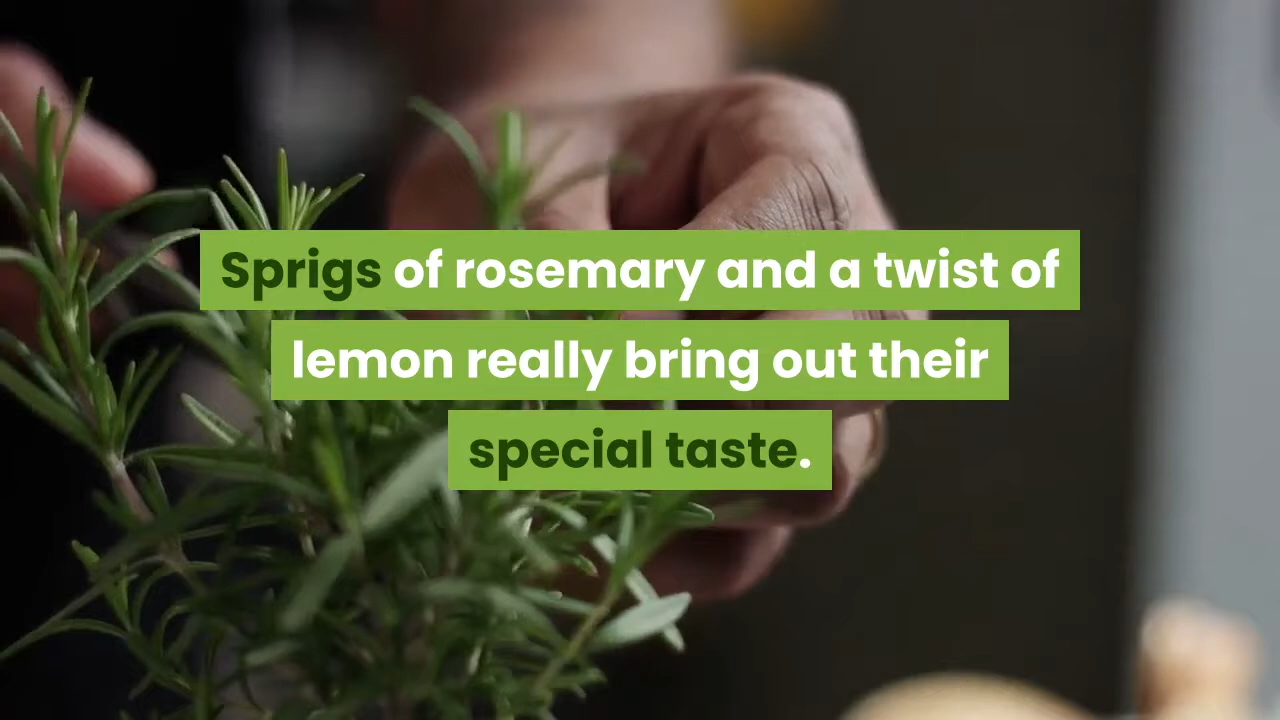 Sprigs of rosemary and a twist of
lemon really bring out their
special taste.